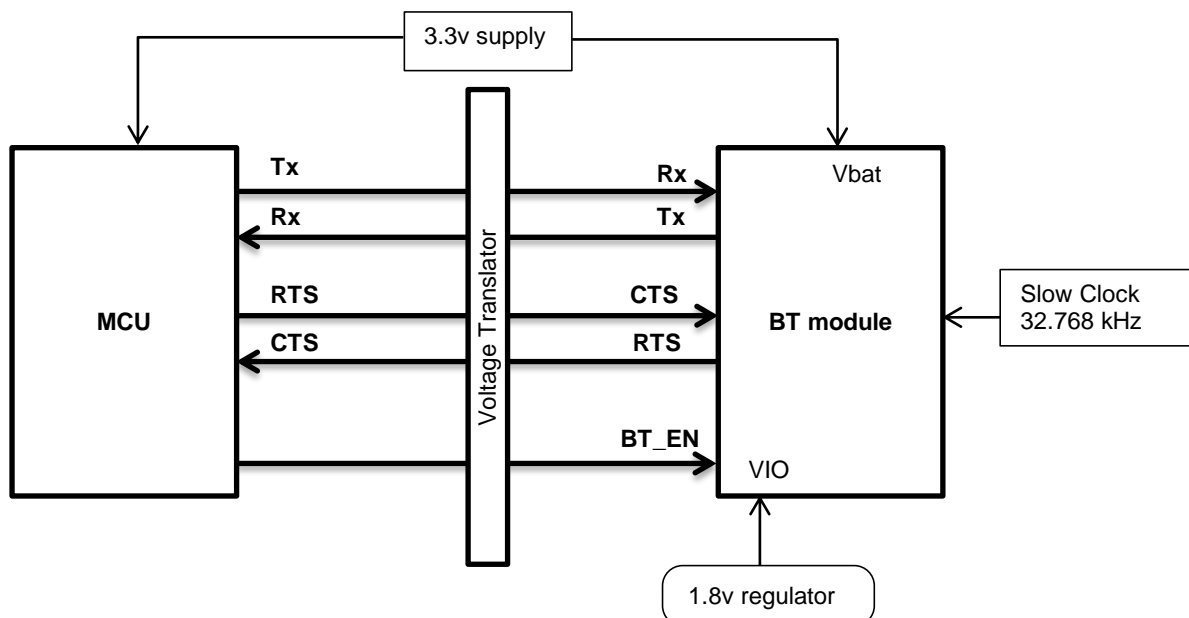 3.3v supply
Tx
Rx
Vbat
Rx
Tx
MCU
RTS
CTS
Voltage Translator
CTS
RTS
BT module
Slow Clock
32.768 kHz
BT_EN
VIO
1.8v regulator